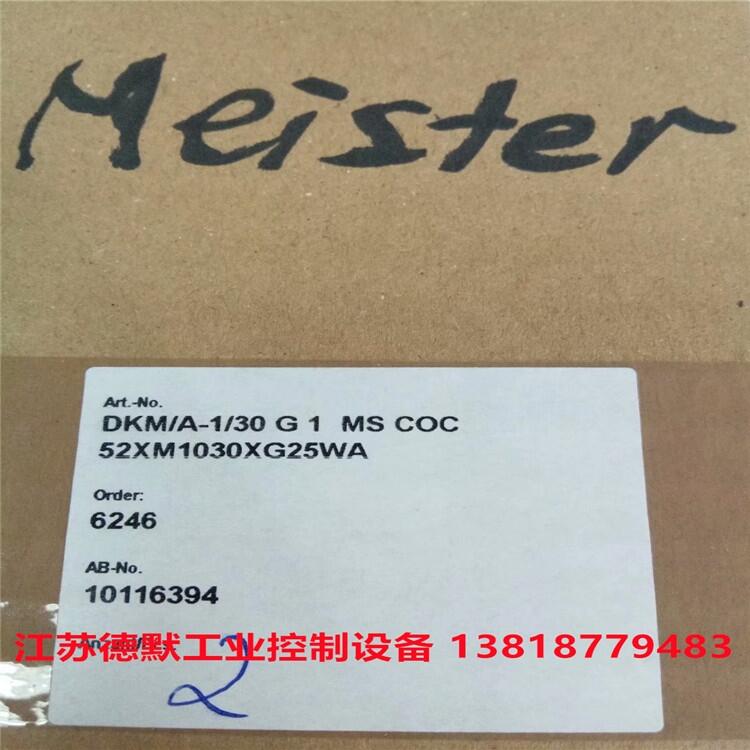 Meister
Art.-No.
DKM/A-1/30 G 1 MS COC
52XM1030XG25WA
Order:
6246
AB-No.
10116394
江苏德默工业控制设备 13818779483
2